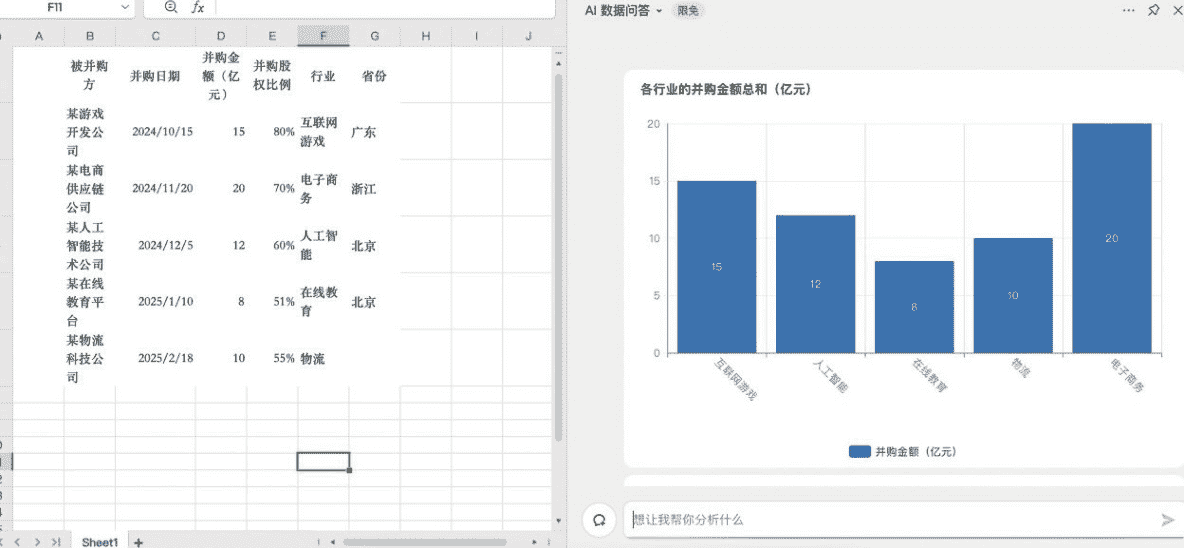 F11
fx
AI 数据问答
限免
A B C D E F G H I J
被并购
方
并购日期
并购金
额（亿
元）
并购股
权比例
行业
省份
某游戏
开发公
司
2024/10/15
15
80%
互联网
游戏
广东
某电商
供应链
公司
2024/11/20
20
70%
电子商
务
浙江
某人工
智能技
术公司
2024/12/5
12
60%
人工智
能
北京
某在线
教育平
台
2025/1/10
8
51%
在线教
育
北京
某物流
科技公
司
2025/2/18
10
55%
物流
Sheet1
各行业的并购金额总和（亿元）
20
15
10
5
0
15
12
8
10
20
互联网游戏
人工智能
在线教育
物流
电子商务
并购金额（亿元）
想让我帮你分析什么